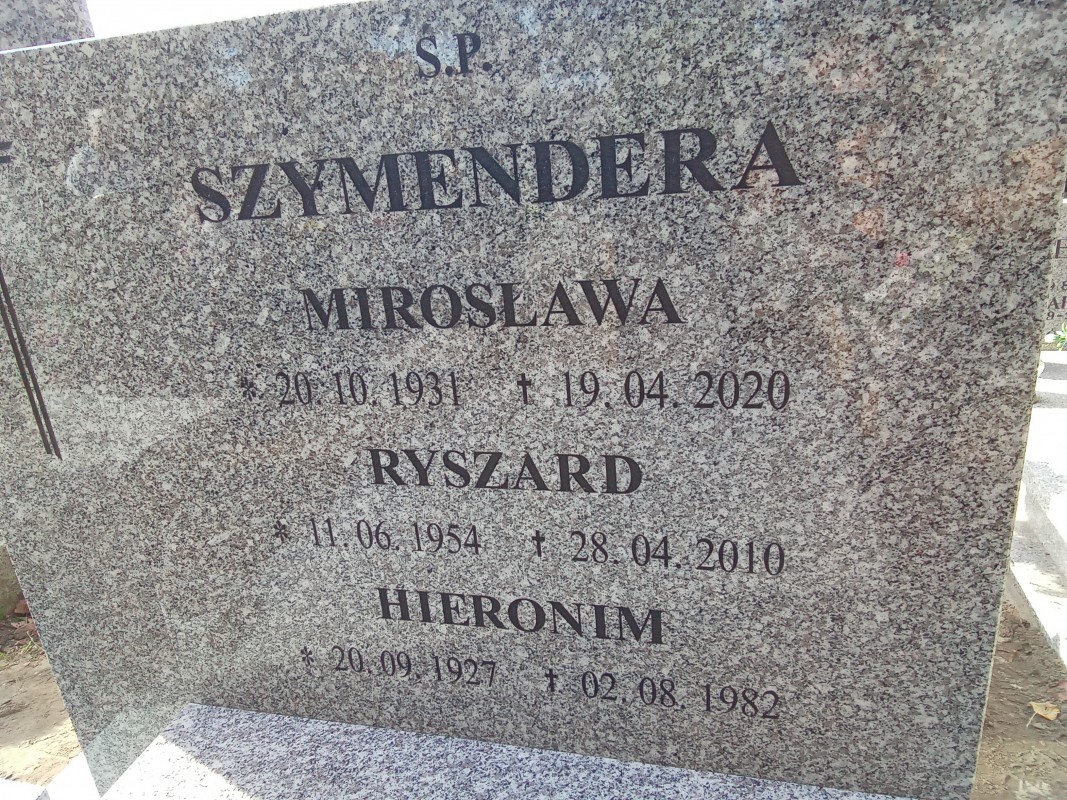 S.P.
SZYMENDERA
MIROSŁAWA
* 20. 10. 1931 ✝ 19. 04. 2020
RYSZARD
* 11. 06. 1954 ✝ 28. 04. 2010
HIERONIM
* 20. 09. 1927 ✝ 02. 08. 1982